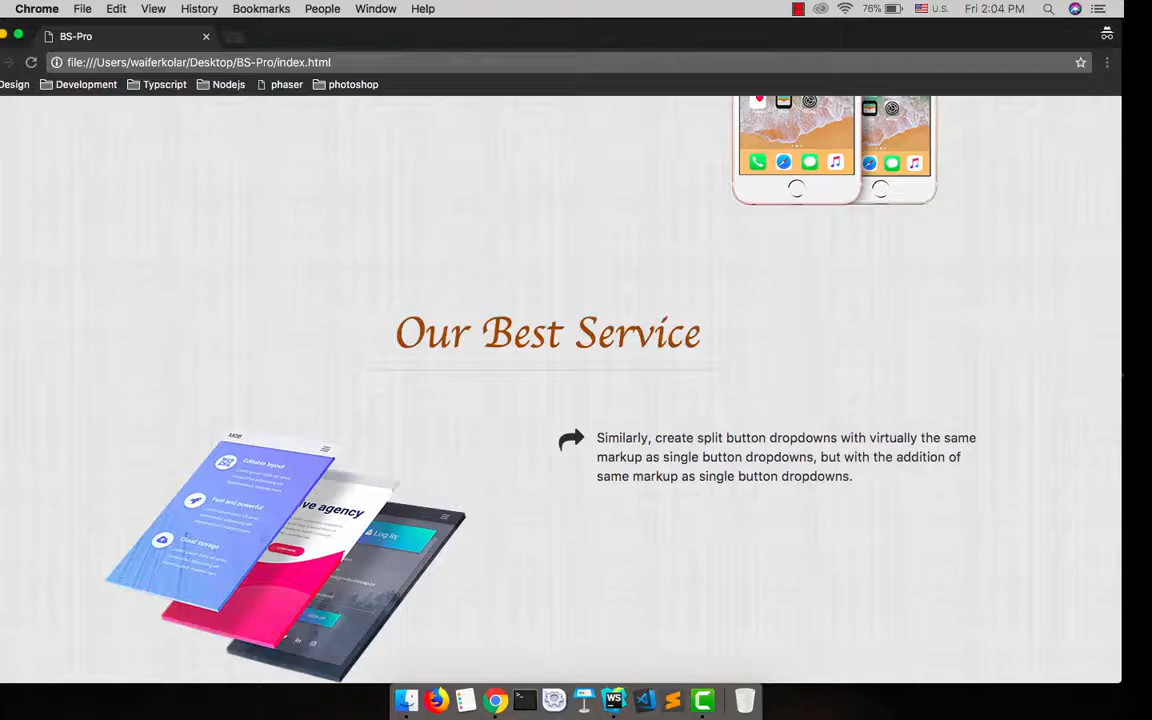 Chrome File Edit View History Bookmarks People Window Help 76% U.S. Fri 2:04 PM
BS-Pro
file:///Users/waiferkolar/Desktop/BS-Pro/index.html
Design Development Typscript Nodejs phaser photoshop
Our Best Service
Similarly, create split button dropdowns with virtually the same
markup as single button dropdowns, but with the addition of
same markup as single button dropdowns.
MDB
Editable layout
Fast and powerful
Cloud storage
ve agency
Log in
WS